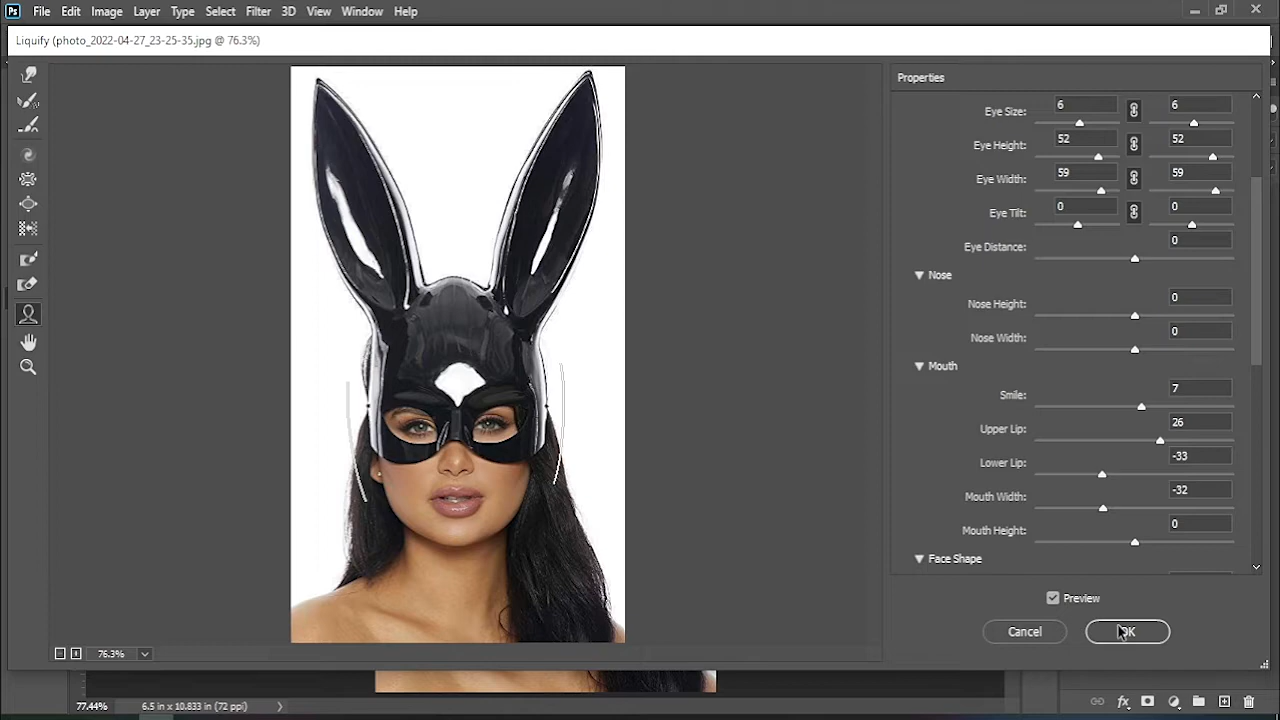 Ps File Edit Image Layer Type Select Filter 3D View Window Help
Liquify (photo_2022-04-27_23-25-35.jpg @ 76.3%)
Properties
Eye Size: 6 6
Eye Height: 52 52
Eye Width: 59 59
Eye Tilt: 0 0
Eye Distance: 0
Nose
Nose Height: 0
Nose Width: 0
Mouth
Smile: 7
Upper Lip: 26
Lower Lip: -33
Mouth Width: -32
Mouth Height: 0
Face Shape
Preview
Cancel OK
76.3%
77.44% 6.5 in x 10.833 in (72 ppi)
fx